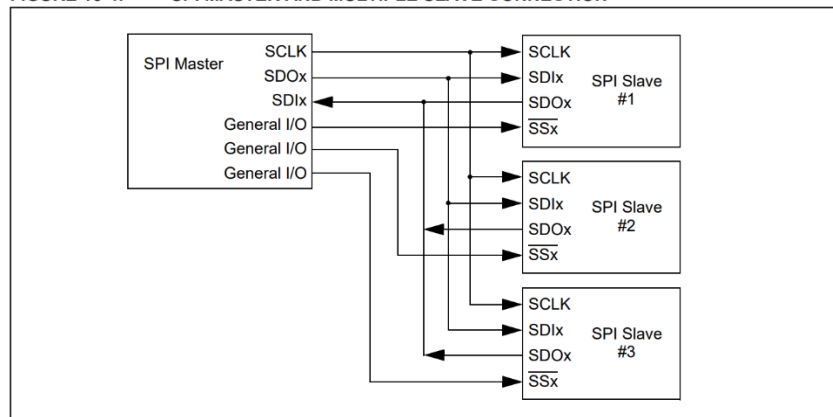 SPI Master
SCLK
SDOx
SDIx
General I/O
General I/O
General I/O
SCLK
SDIx
SDOx
SSx
SPI Slave
#1
SCLK
SDIx
SDOx
SSx
SPI Slave
#2
SCLK
SDIx
SDOx
SSx
SPI Slave
#3